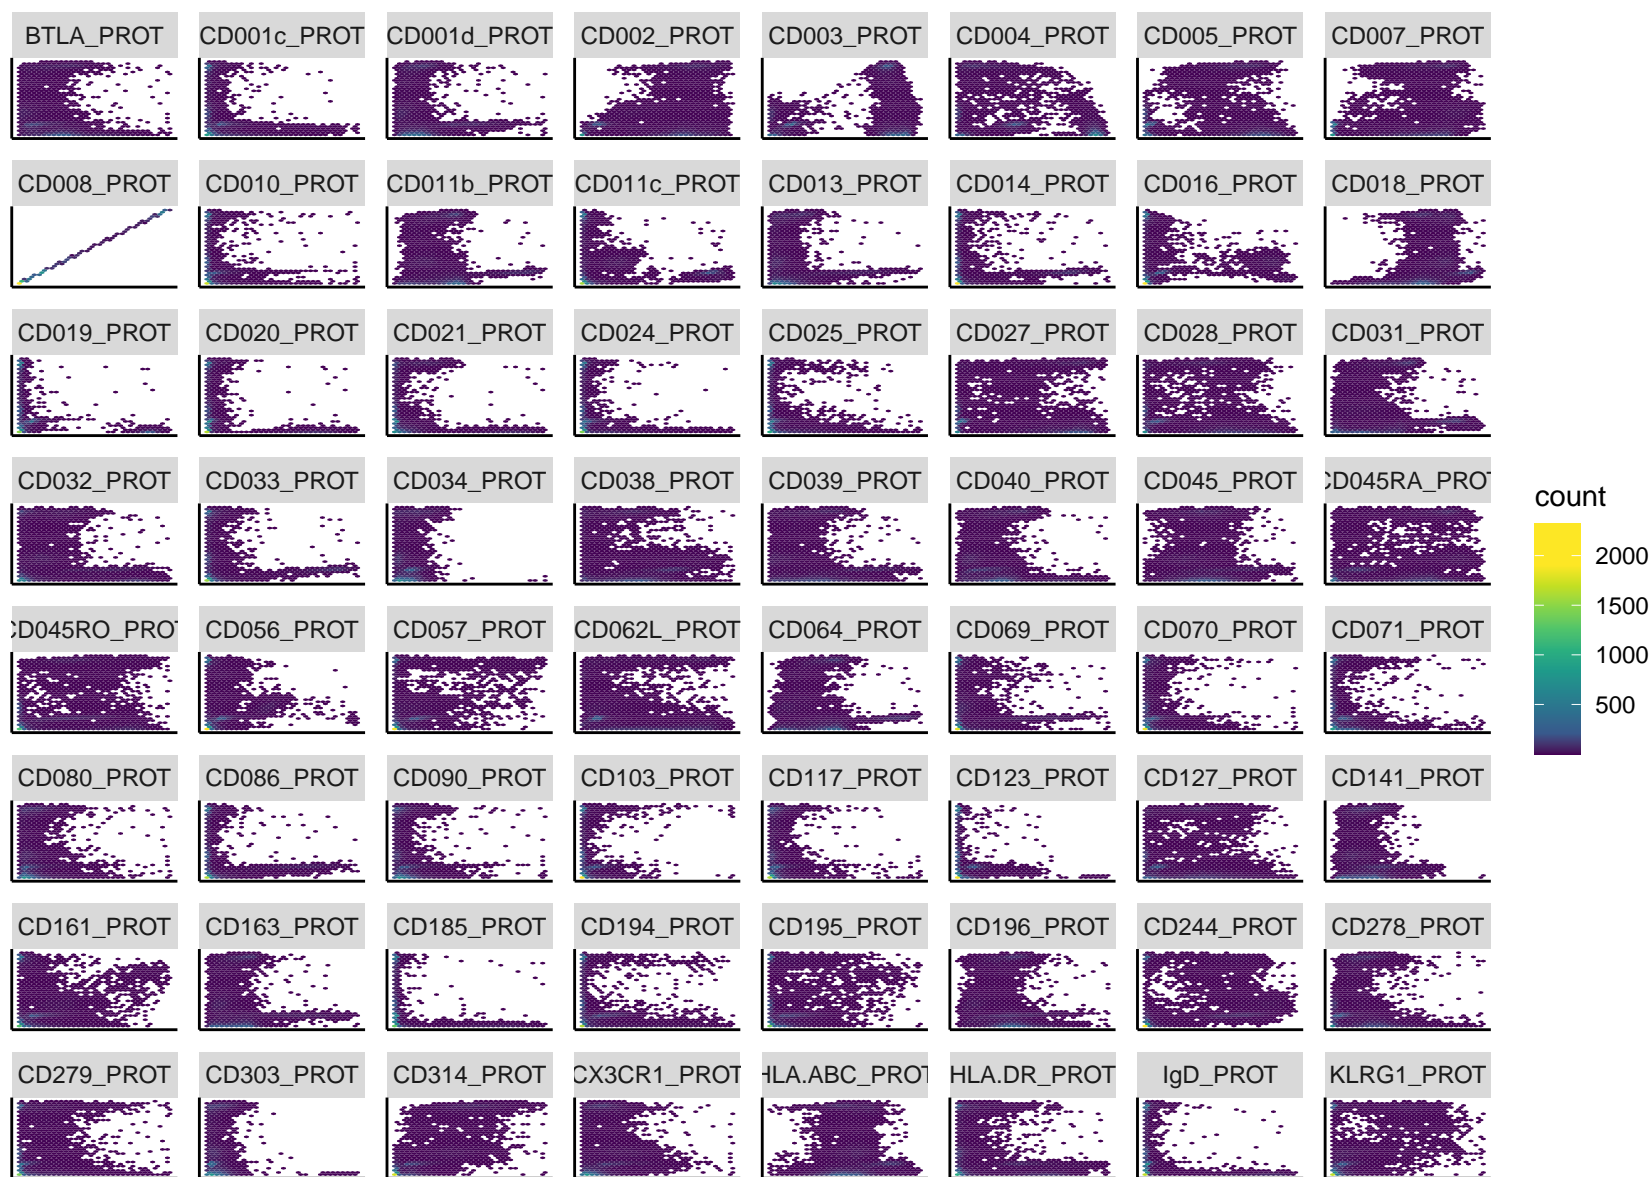 BTLA_PROT CD001c_PROT CD001d_PROT CD002_PROT CD003_PROT CD004_PROT CD005_PROT CD007_PROT
CD008_PROT CD010_PROT CD011b_PROT CD011c_PROT CD013_PROT CD014_PROT CD016_PROT CD018_PROT
CD019_PROT CD020_PROT CD021_PROT CD024_PROT CD025_PROT CD027_PROT CD028_PROT CD031_PROT
CD032_PROT CD033_PROT CD034_PROT CD038_PROT CD039_PROT CD040_PROT CD045_PROT CD045RA_PROT
CD045RO_PROT CD056_PROT CD057_PROT CD062L_PROT CD064_PROT CD069_PROT CD070_PROT CD071_PROT
CD080_PROT CD086_PROT CD090_PROT CD103_PROT CD117_PROT CD123_PROT CD127_PROT CD141_PROT
CD161_PROT CD163_PROT CD185_PROT CD194_PROT CD195_PROT CD196_PROT CD244_PROT CD278_PROT
CD279_PROT CD303_PROT CD314_PROT CX3CR1_PROT HLA.ABC_PROT HLA.DR_PROT IgD_PROT KLRG1_PROT
count
2000
1500
1000
500